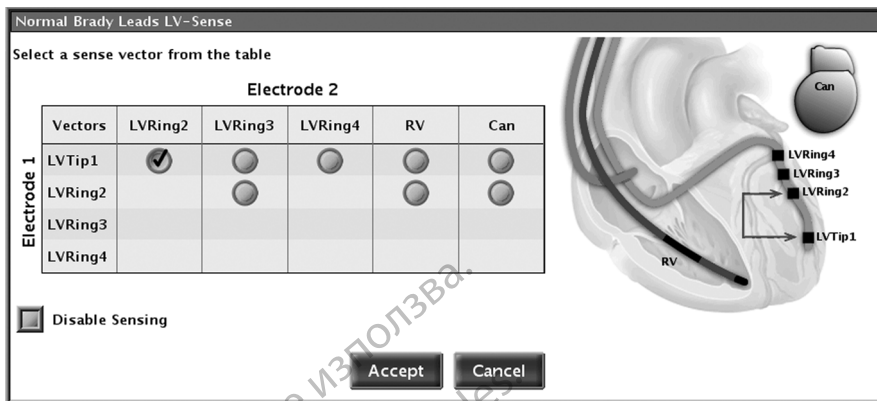 Normal Brady Leads LV-Sense
Select a sense vector from the table
Electrode 2
Electrode 1
Vectors LVRing2 LVRing3 LVRing4 RV Can
LVTip1
LVRing2
LVRing3
LVRing4
Disable Sensing
Accept Cancel
Can
LVRing4
LVRing3
LVRing2
LVTip1
RV
използва.